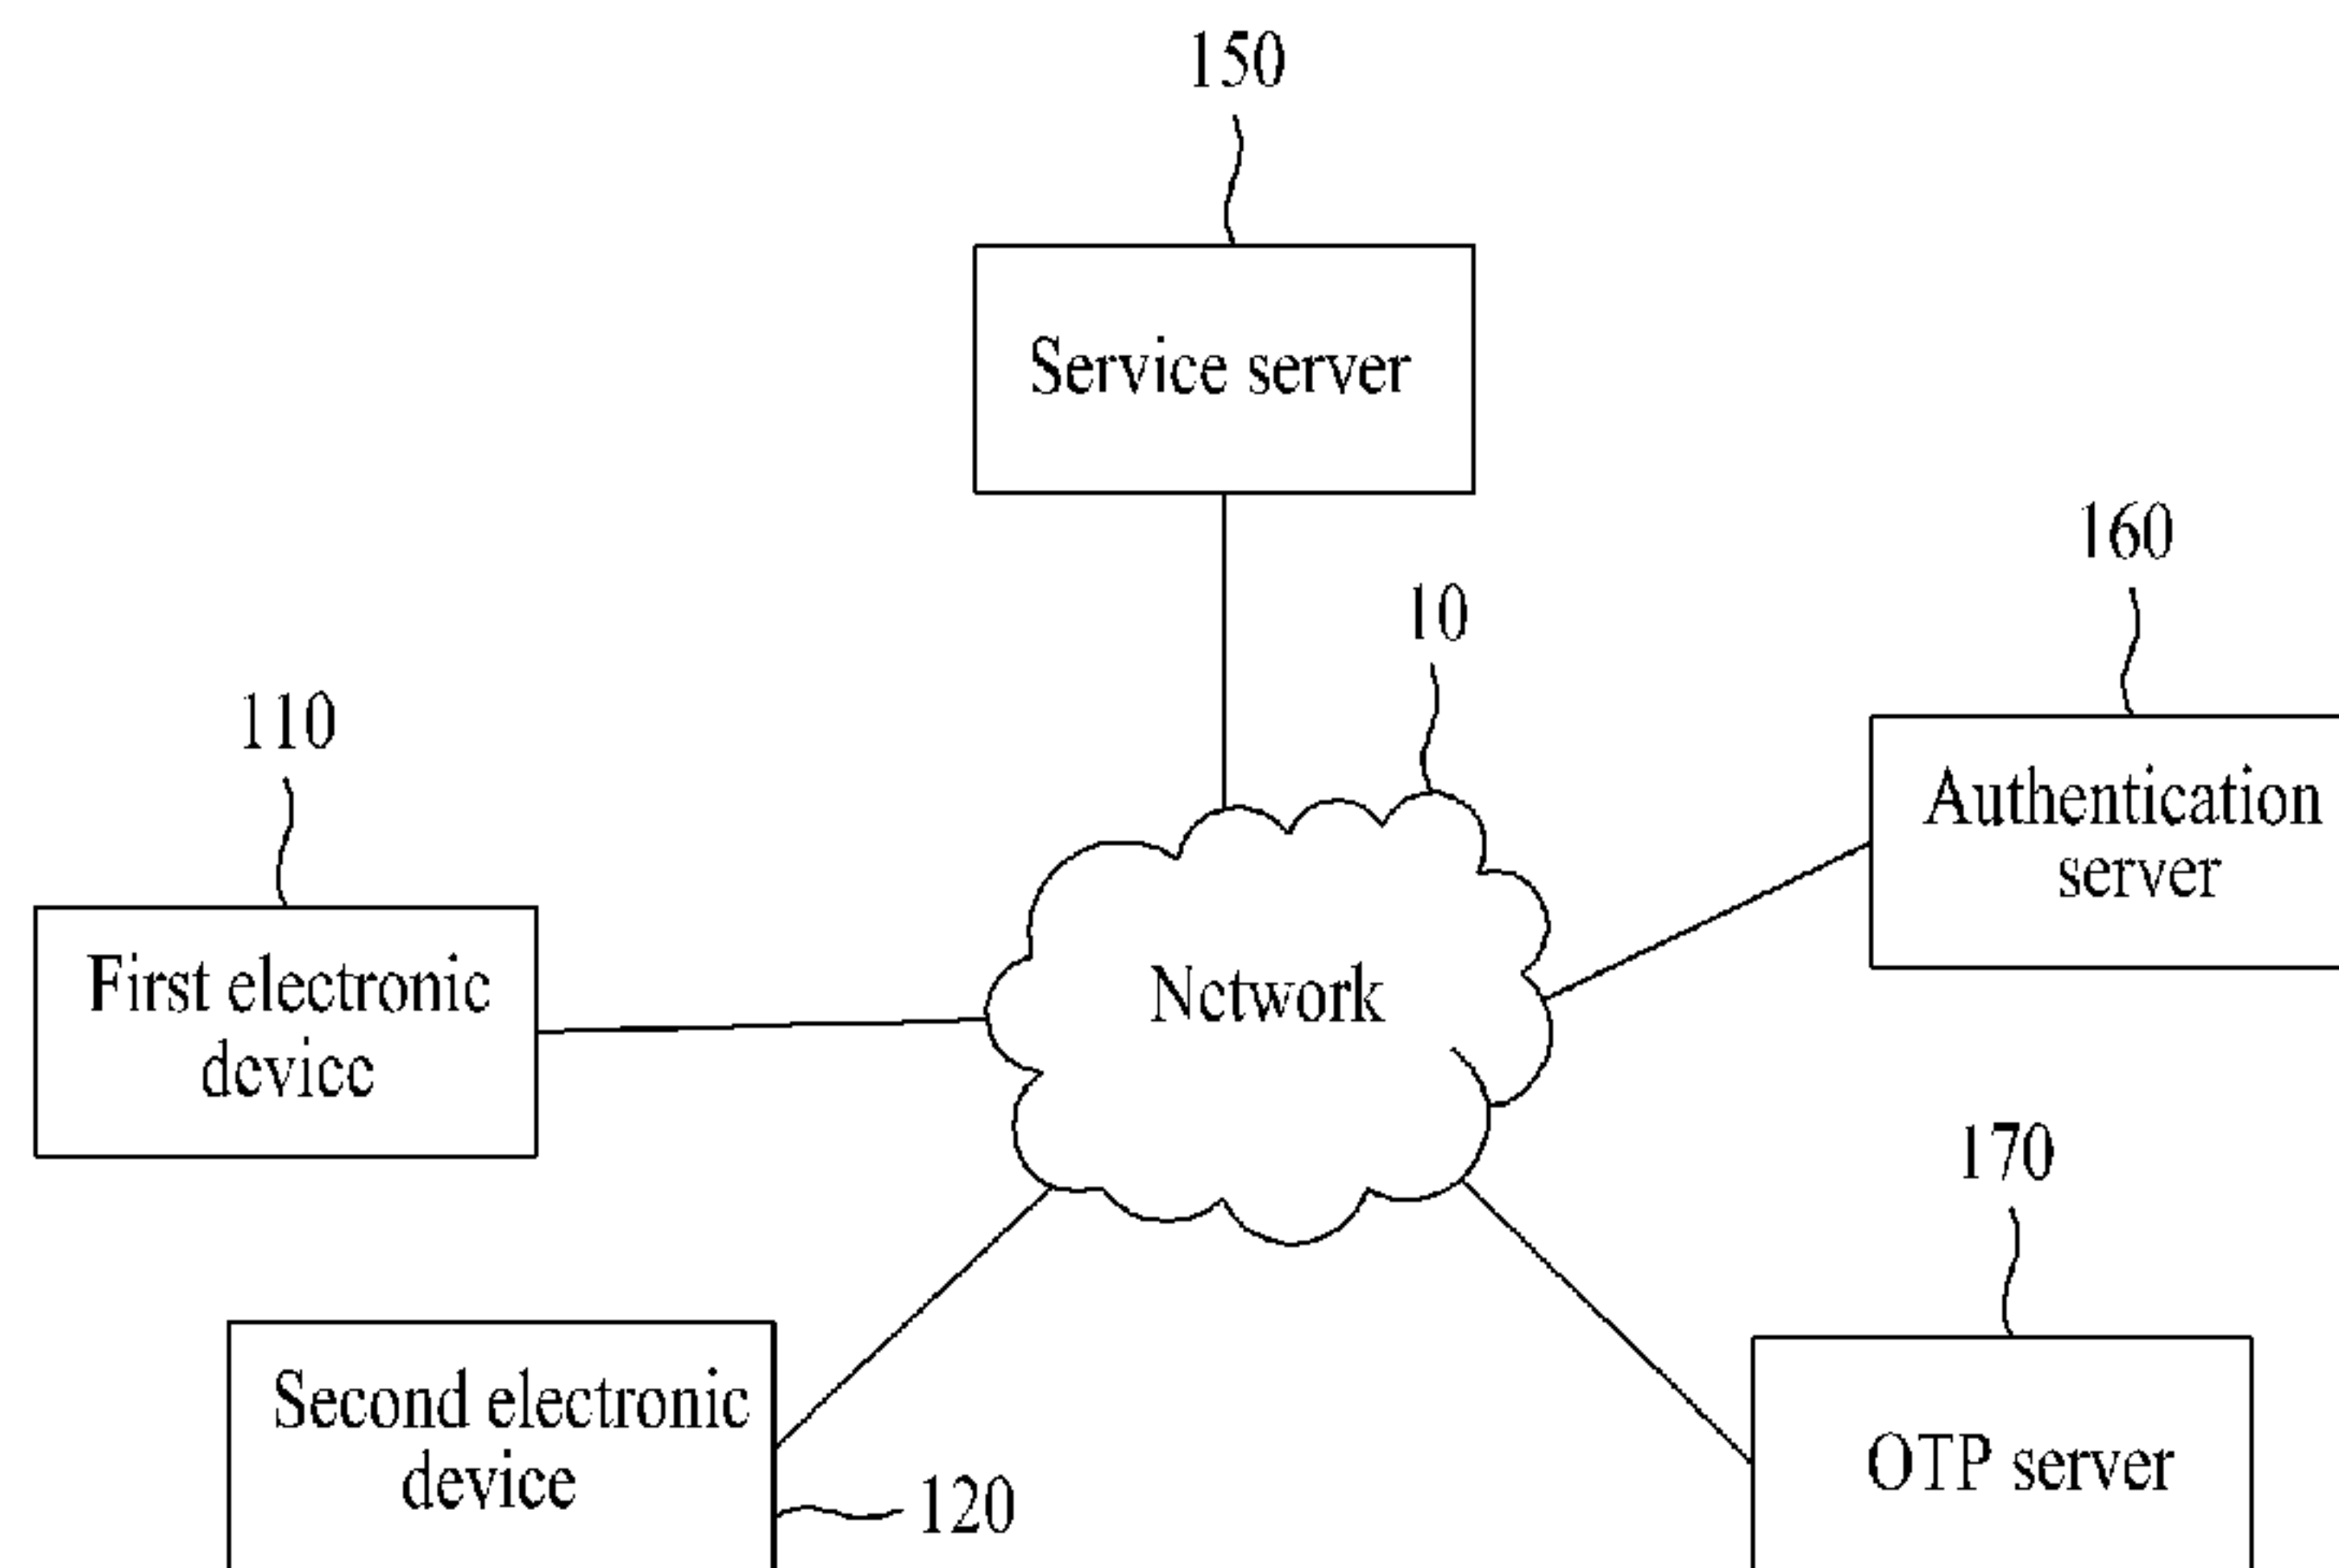 150
Service server
160
10
110
Authentication
server
First electronic
device
Network
170
Second electronic
device
120
OTP server